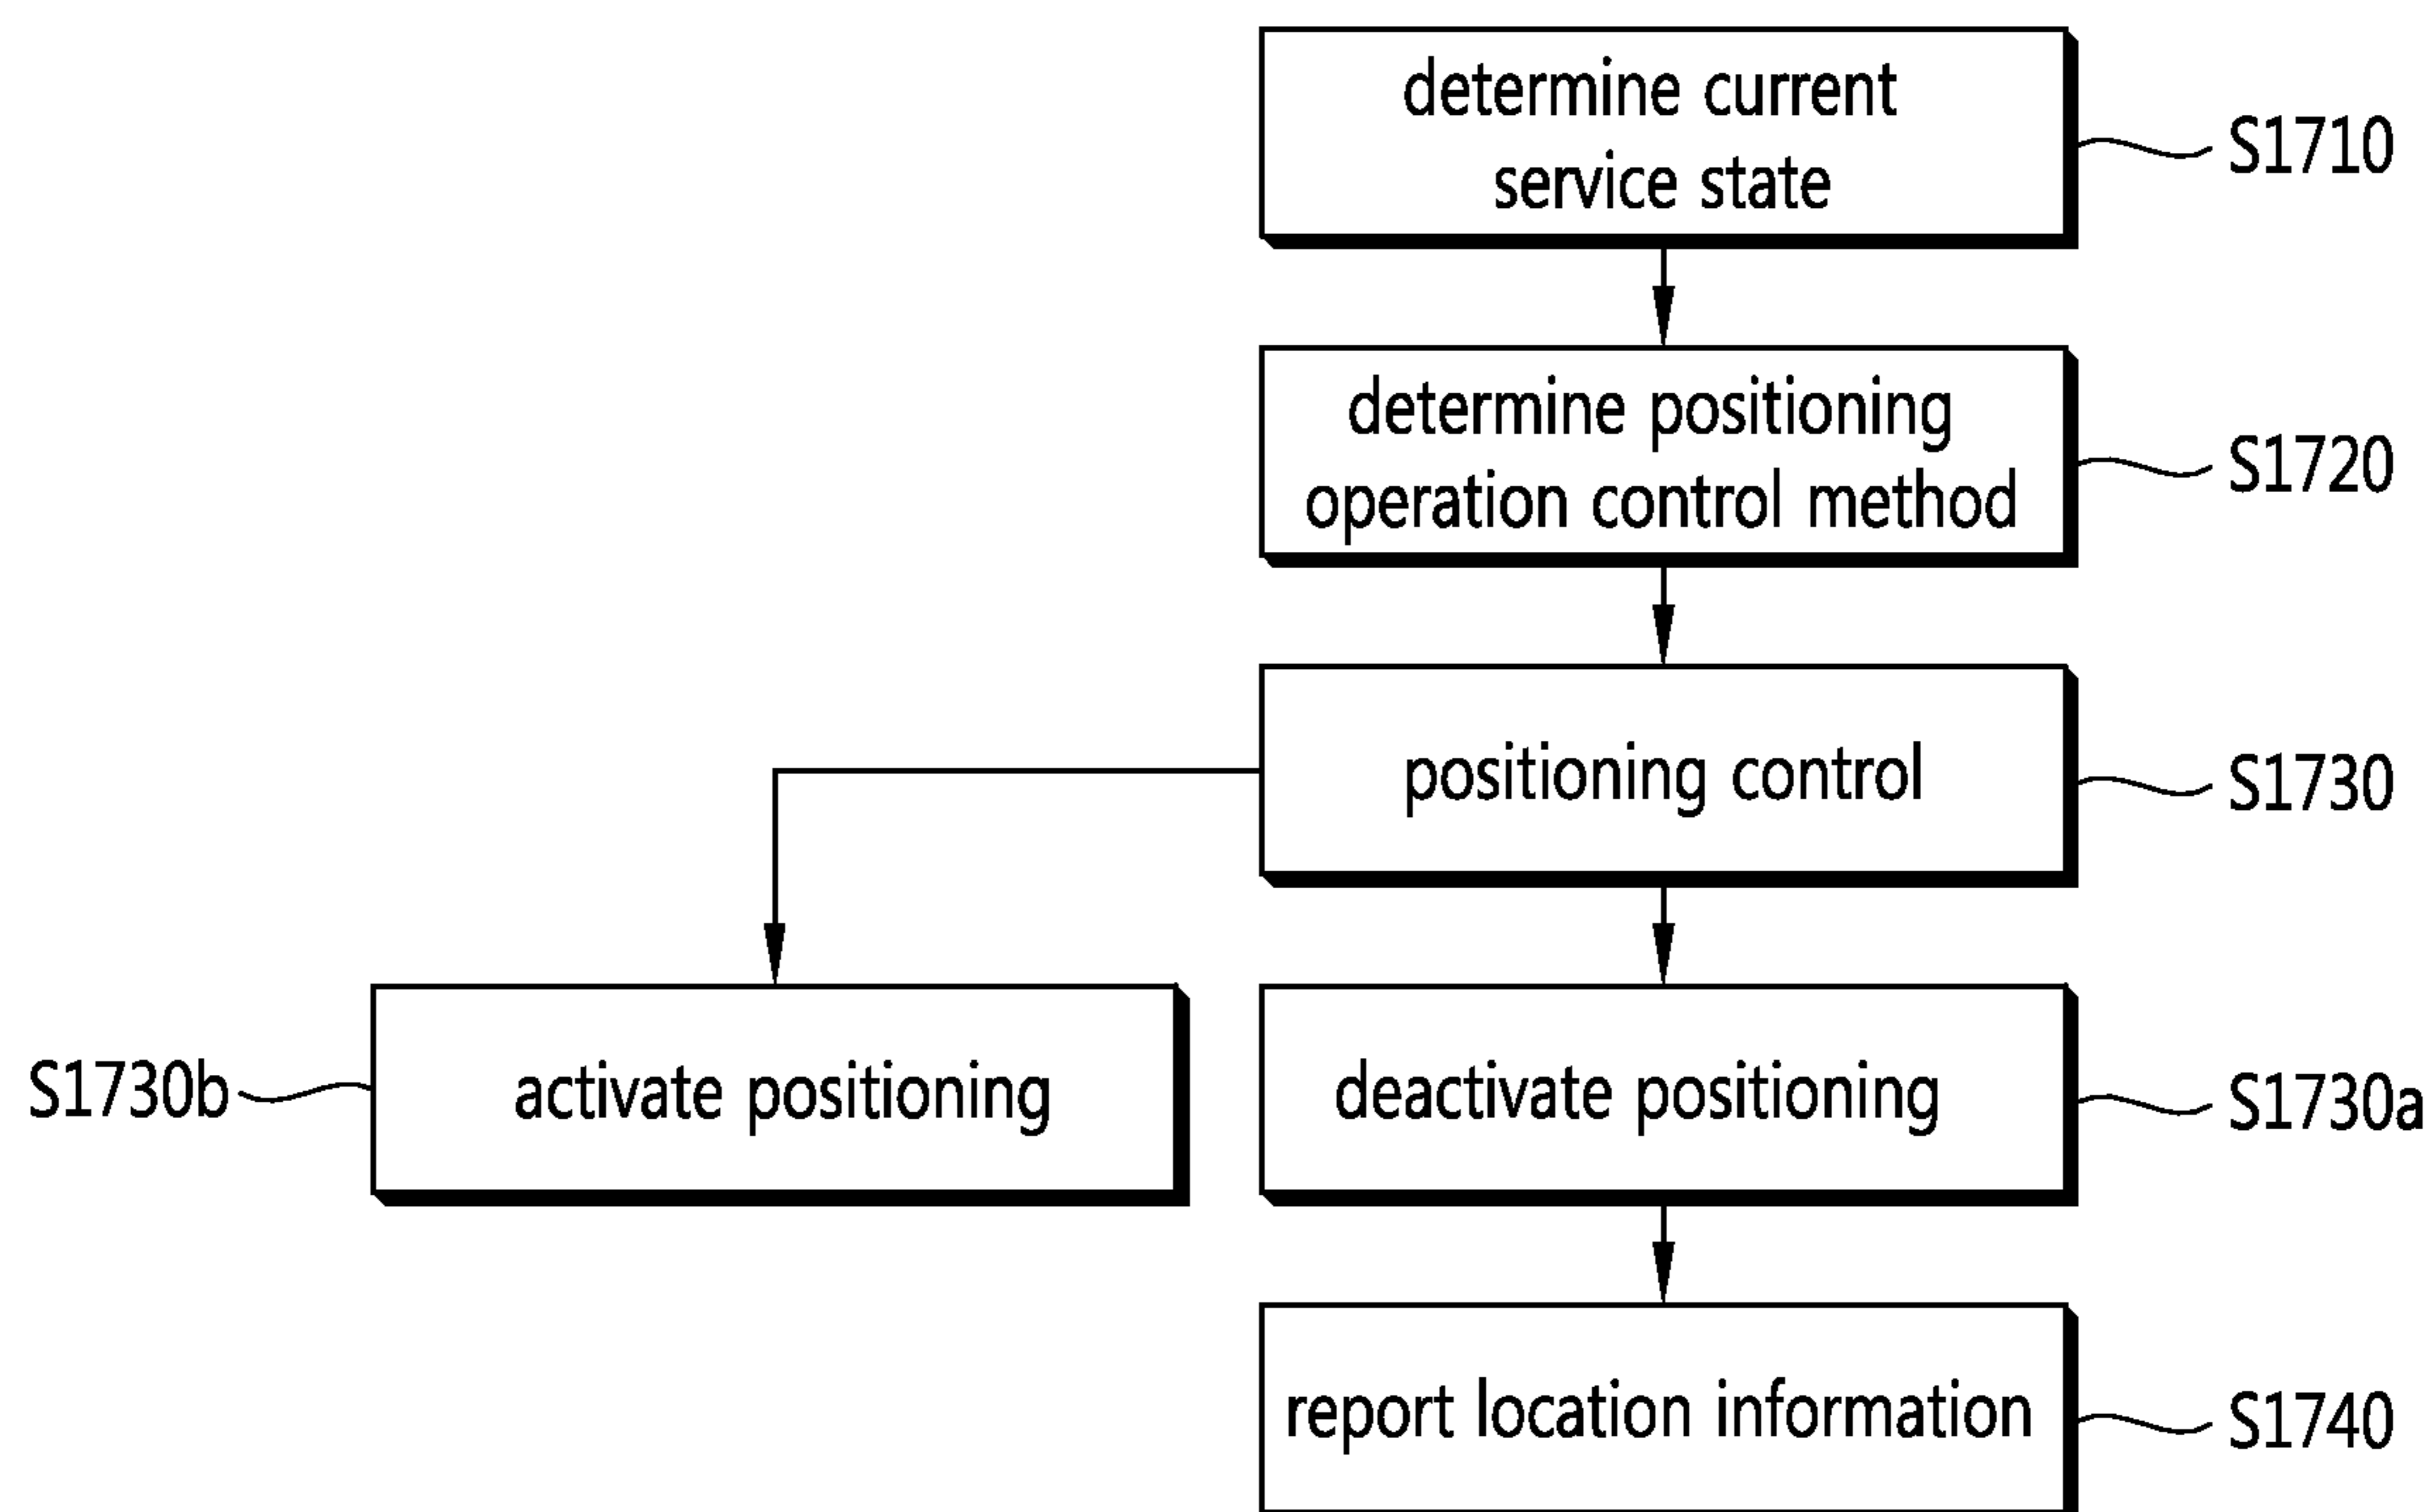 determine current
service state
S1710
determine positioning
operation control method
S1720
positioning control
S1730
S1730b
activate positioning
deactivate positioning
S1730a
report location information
S1740